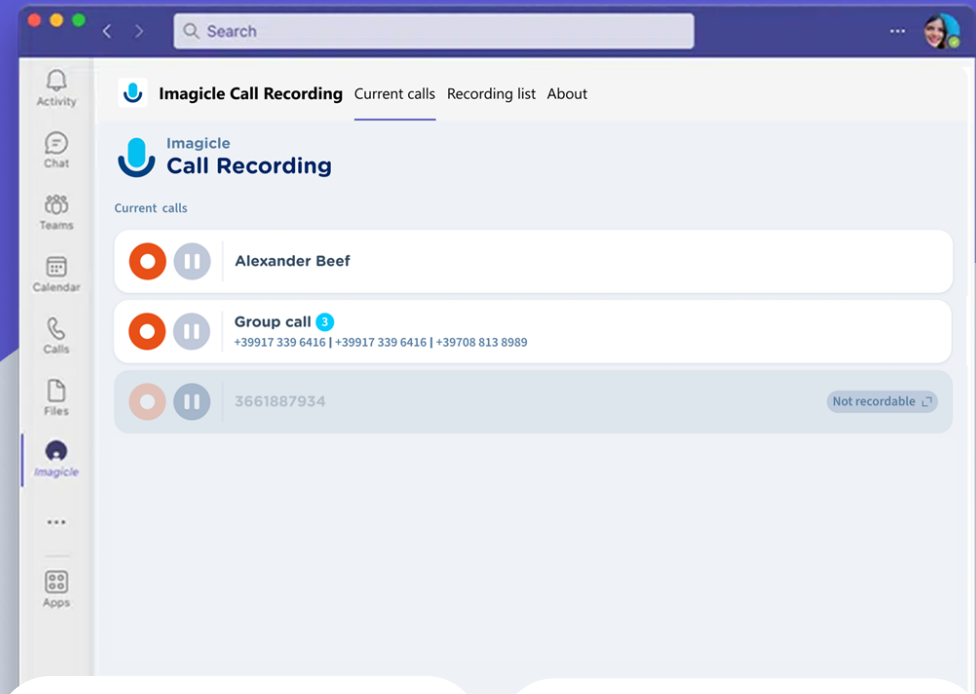 Search
Activity
Chat
Teams
Calendar
Calls
Files
Imagicle
Apps
Imagicle Call Recording Current calls Recording list About
Imagicle
Call Recording
Current calls
Alexander Beef
Group call 3
+39917 339 6416 | +39917 339 6416 | +39708 813 8989
3661887934 Not recordable